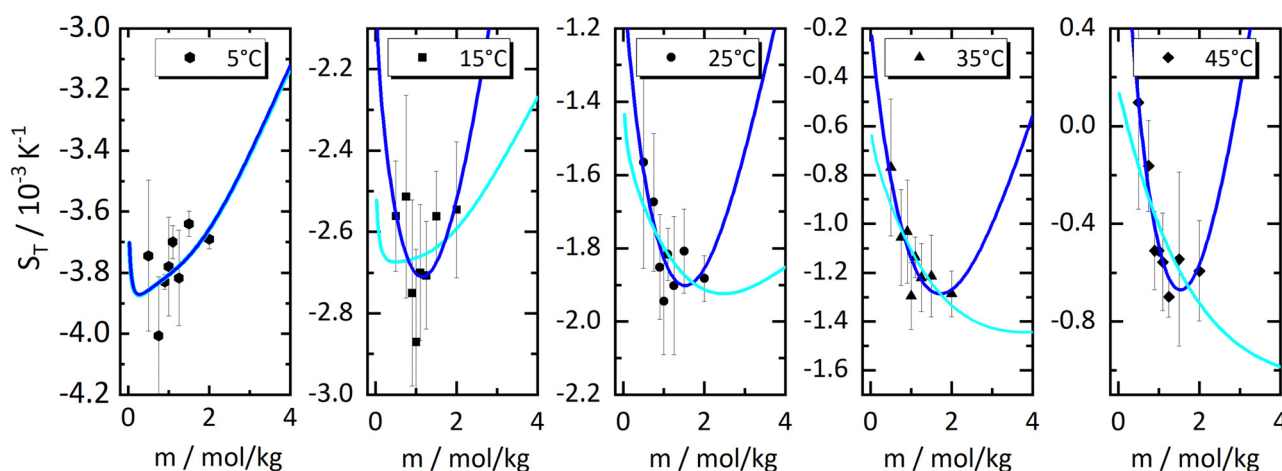 S_T / 10⁻³ K⁻¹
-3.0
-3.2
-3.4
-3.6
-3.8
-4.0
-4.2
5°C
0 2 4
m / mol/kg
-2.2
-2.4
-2.6
-2.8
-3.0
15°C
0 2 4
m / mol/kg
-1.2
-1.4
-1.6
-1.8
-2.0
-2.2
25°C
0 2 4
m / mol/kg
-0.2
-0.4
-0.6
-0.8
-1.0
-1.2
-1.4
-1.6
35°C
0 2 4
m / mol/kg
0.4
0.0
-0.4
-0.8
45°C
0 2 4
m / mol/kg